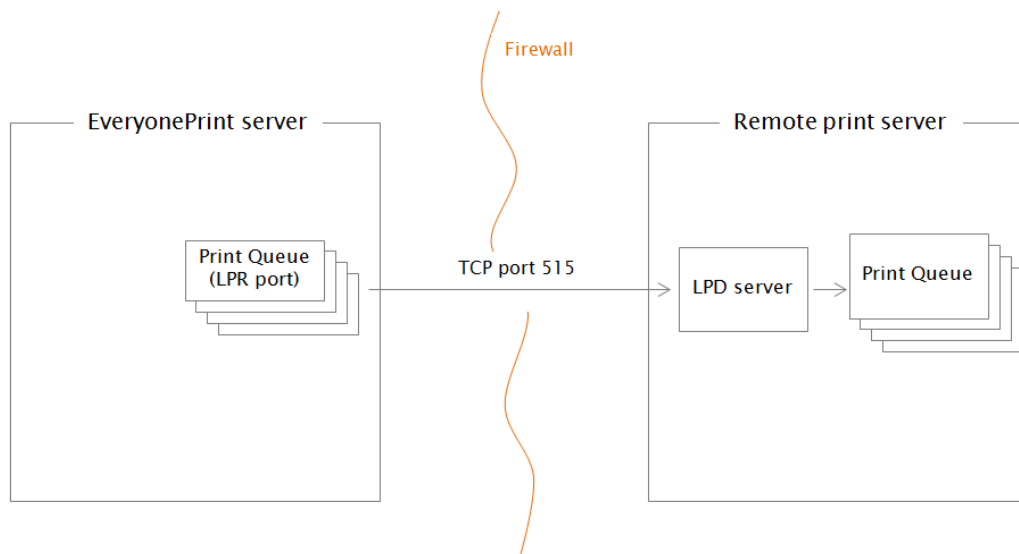 Firewall
EveryonePrint server
Remote print server
Print Queue
(LPR port)
TCP port 515
LPD server
Print Queue